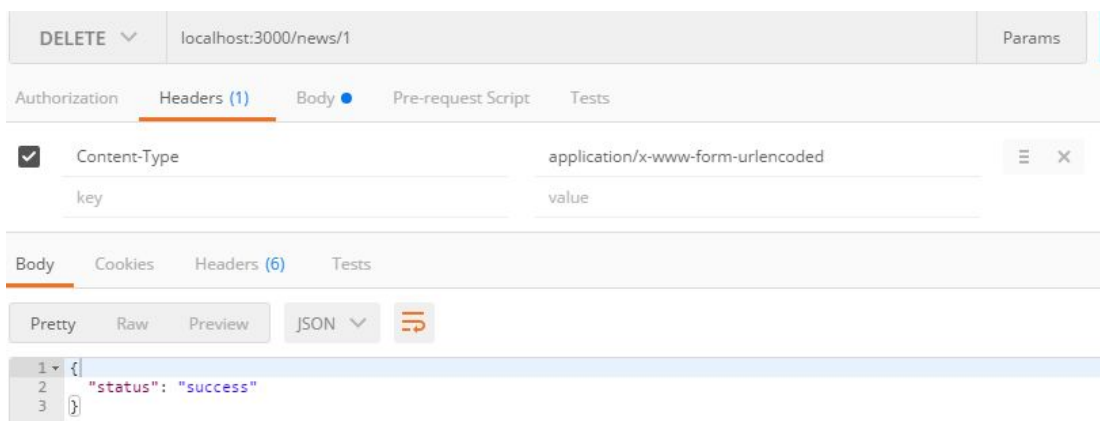 DELETE localhost:3000/news/1 Params
Authorization Headers (1) Body Pre-request Script Tests
Content-Type application/x-www-form-urlencoded
key value
Body Cookies Headers (6) Tests
Pretty Raw Preview JSON
1 {
2 "status": "success"
3 }